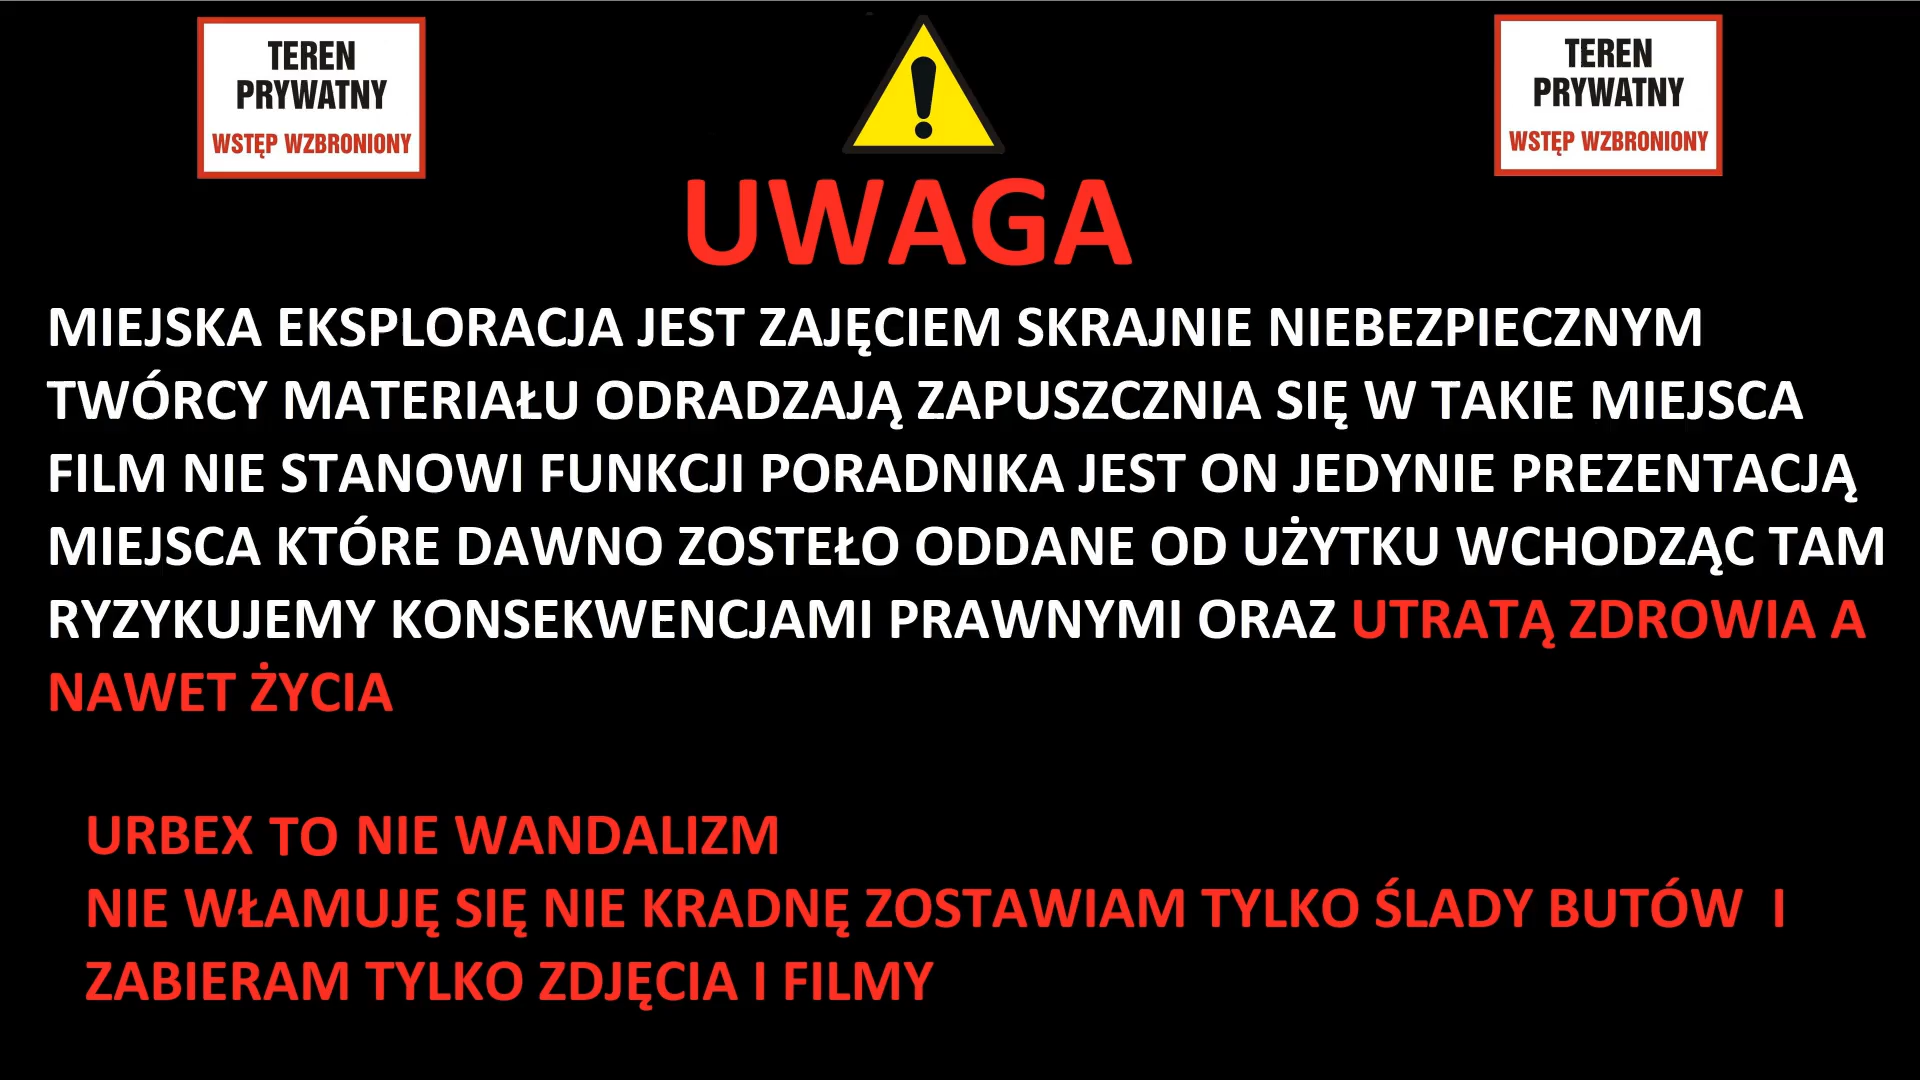 TEREN
PRYWATNY
WSTĘP WZBRONIONY
TEREN
PRYWATNY
WSTĘP WZBRONIONY
UWAGA
MIEJSKA EKSPLORACJA JEST ZAJĘCIEM SKRAJNIE NIEBEZPIECZNYM
TWÓRCY MATERIAŁU ODRADZAJĄ ZAPUSZCZNIA SIĘ W TAKIE MIEJSCA
FILM NIE STANOWI FUNKCJI PORADNIKA JEST ON JEDYNIE PREZENTACJĄ
MIEJSCA KTÓRE DAWNO ZOSTEŁO ODDANE OD UŻYTKU WCHODZĄC TAM
RYZYKUJEMY KONSEKWENCJAMI PRAWNYMI ORAZ UTRATĄ ZDROWIA A
NAWET ŻYCIA
URBEX TO NIE WANDALIZM
NIE WŁAMUJĘ SIĘ NIE KRADNĘ ZOSTAWIAM TYLKO ŚLADY BUTÓW I
ZABIERAM TYLKO ZDJĘCIA I FILMY